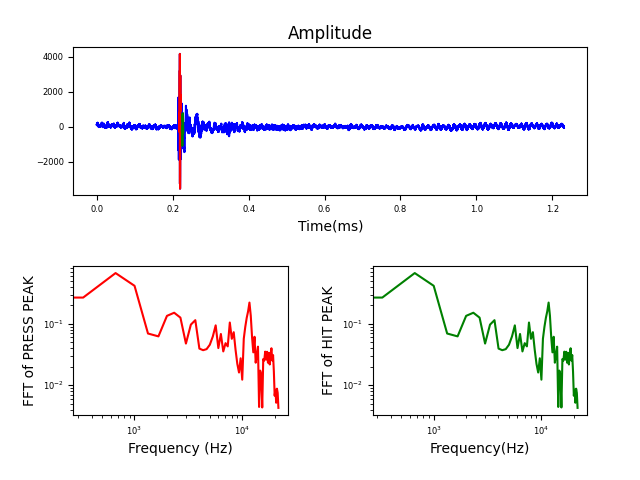 Amplitude
4000
2000
0
−2000
0.0 0.2 0.4 0.6 0.8 1.0 1.2
Time(ms)
FFT of PRESS PEAK
10⁻¹
10⁻²
10³ 10⁴
Frequency (Hz)
FFT of HIT PEAK
10⁻¹
10⁻²
10³ 10⁴
Frequency(Hz)